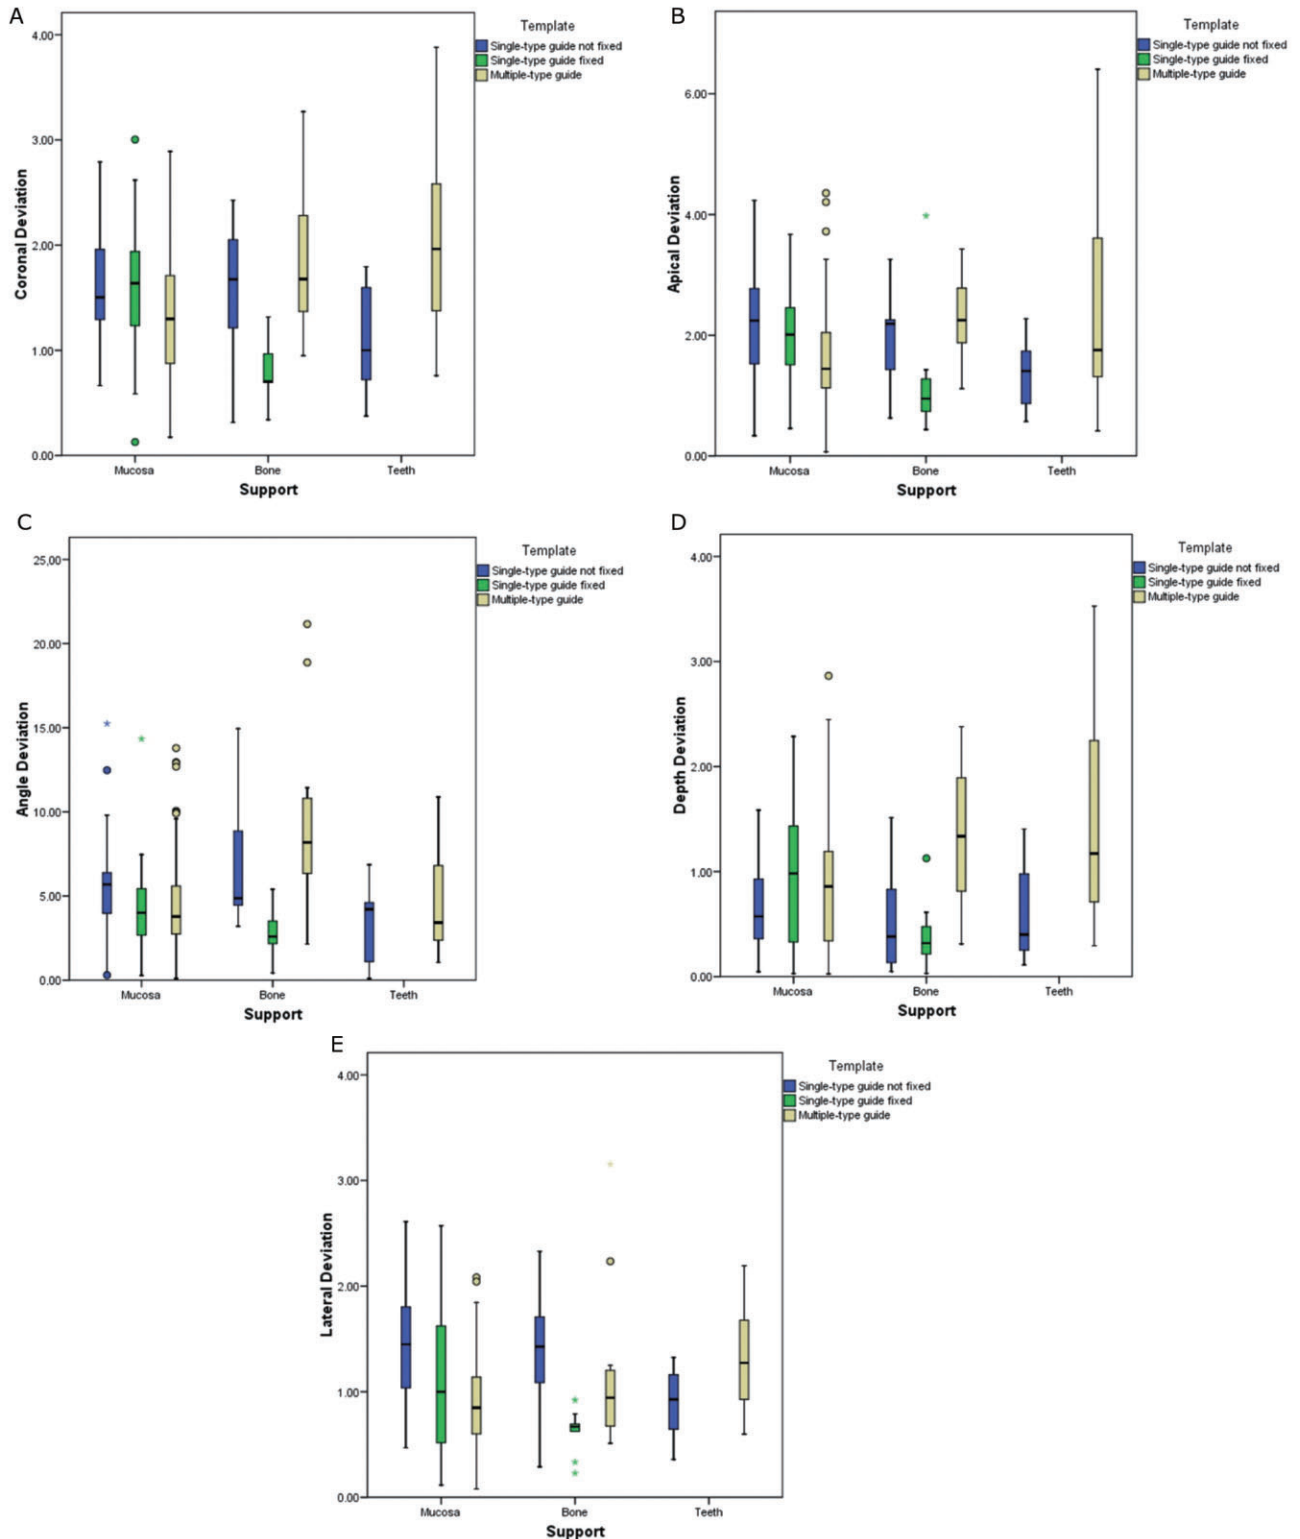 A
Template
Single-type guide not fixed
Single-type guide fixed
Multiple-type guide
4.00
3.00
2.00
1.00
0.00
Coronal Deviation
Mucosa
Bone
Teeth
Support
B
Template
Single-type guide not fixed
Single-type guide fixed
Multiple-type guide
6.00
4.00
2.00
0.00
Apical Deviation
Mucosa
Bone
Teeth
Support
C
Template
Single-type guide not fixed
Single-type guide fixed
Multiple-type guide
25.00
20.00
15.00
10.00
5.00
0.00
Angle Deviation
Mucosa
Bone
Teeth
Support
D
Template
Single-type guide not fixed
Single-type guide fixed
Multiple-type guide
4.00
3.00
2.00
1.00
0.00
Depth Deviation
Mucosa
Bone
Teeth
Support
E
Template
Single-type guide not fixed
Single-type guide fixed
Multiple-type guide
4.00
3.00
2.00
1.00
0.00
Lateral Deviation
Mucosa
Bone
Teeth
Support